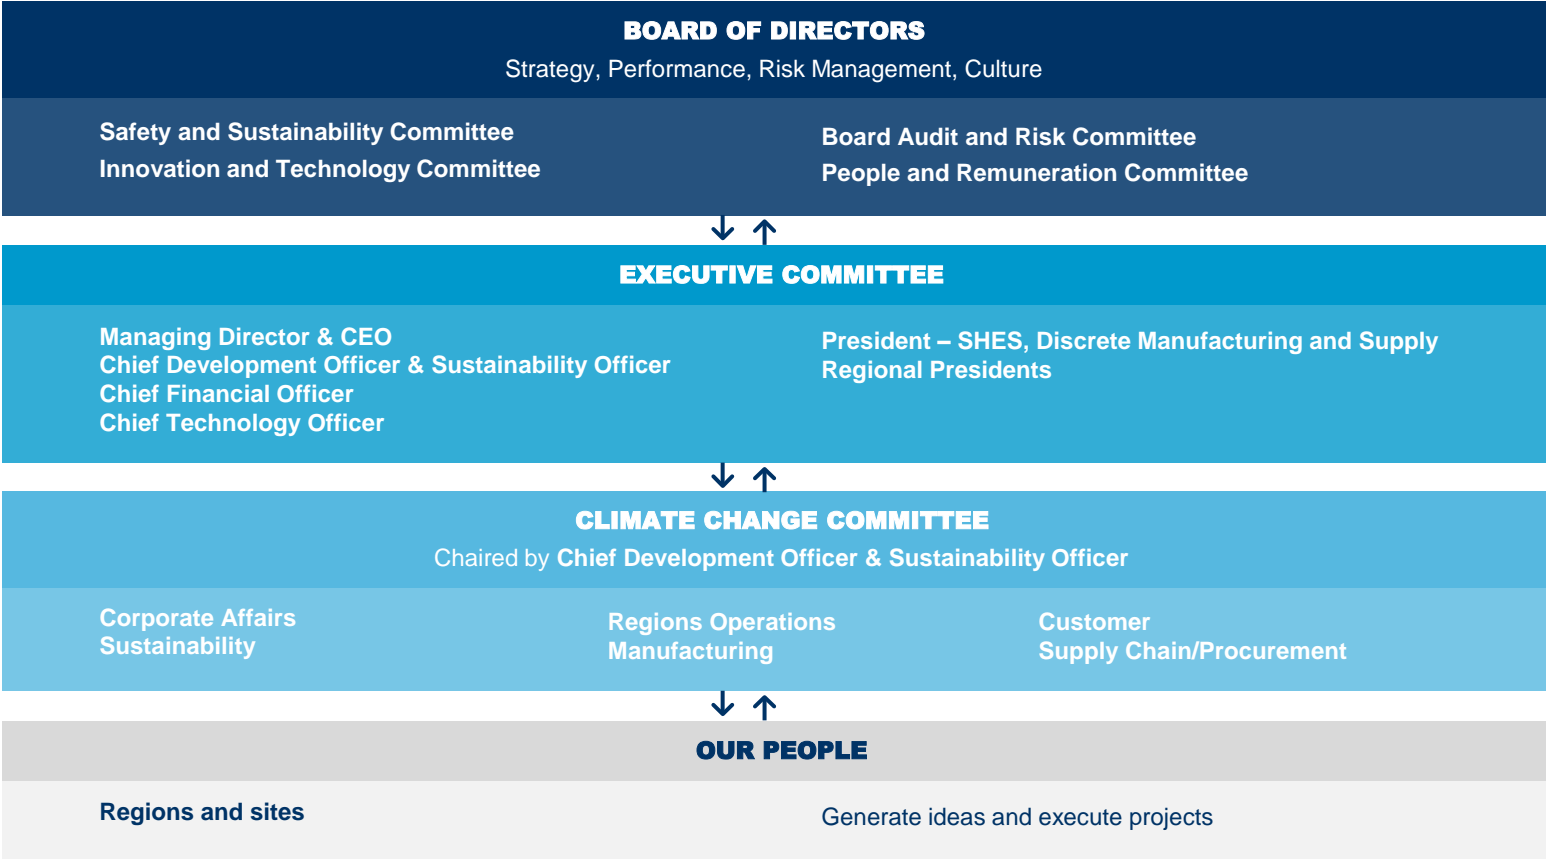 BOARD OF DIRECTORS
Strategy, Performance, Risk Management, Culture
Safety and Sustainability Committee
Innovation and Technology Committee
Board Audit and Risk Committee
People and Remuneration Committee
EXECUTIVE COMMITTEE
Managing Director & CEO
Chief Development Officer & Sustainability Officer
Chief Financial Officer
Chief Technology Officer
President – SHES, Discrete Manufacturing and Supply
Regional Presidents
CLIMATE CHANGE COMMITTEE
Chaired by Chief Development Officer & Sustainability Officer
Corporate Affairs
Sustainability
Regions Operations
Manufacturing
Customer
Supply Chain/Procurement
OUR PEOPLE
Regions and sites
Generate ideas and execute projects